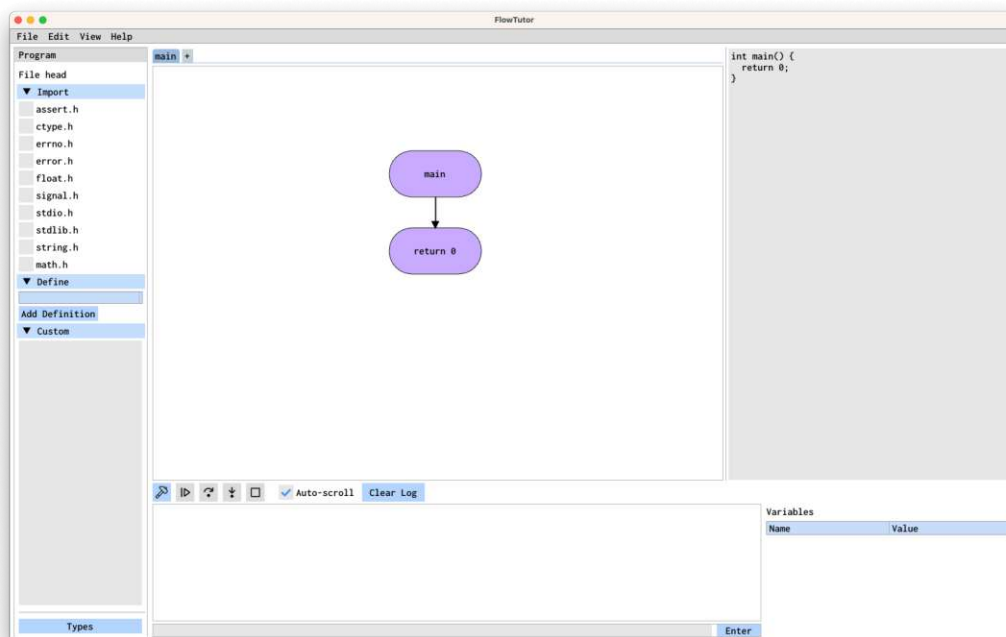 FlowTutor
File Edit View Help
Program
File head
Import
assert.h
ctype.h
errno.h
error.h
float.h
signal.h
stdio.h
stdlib.h
string.h
math.h
Define
Add Definition
Custom
Types
main +
main
return 0
int main() {
  return 0;
}
Auto-scroll Clear Log
Enter
Variables
Name Value